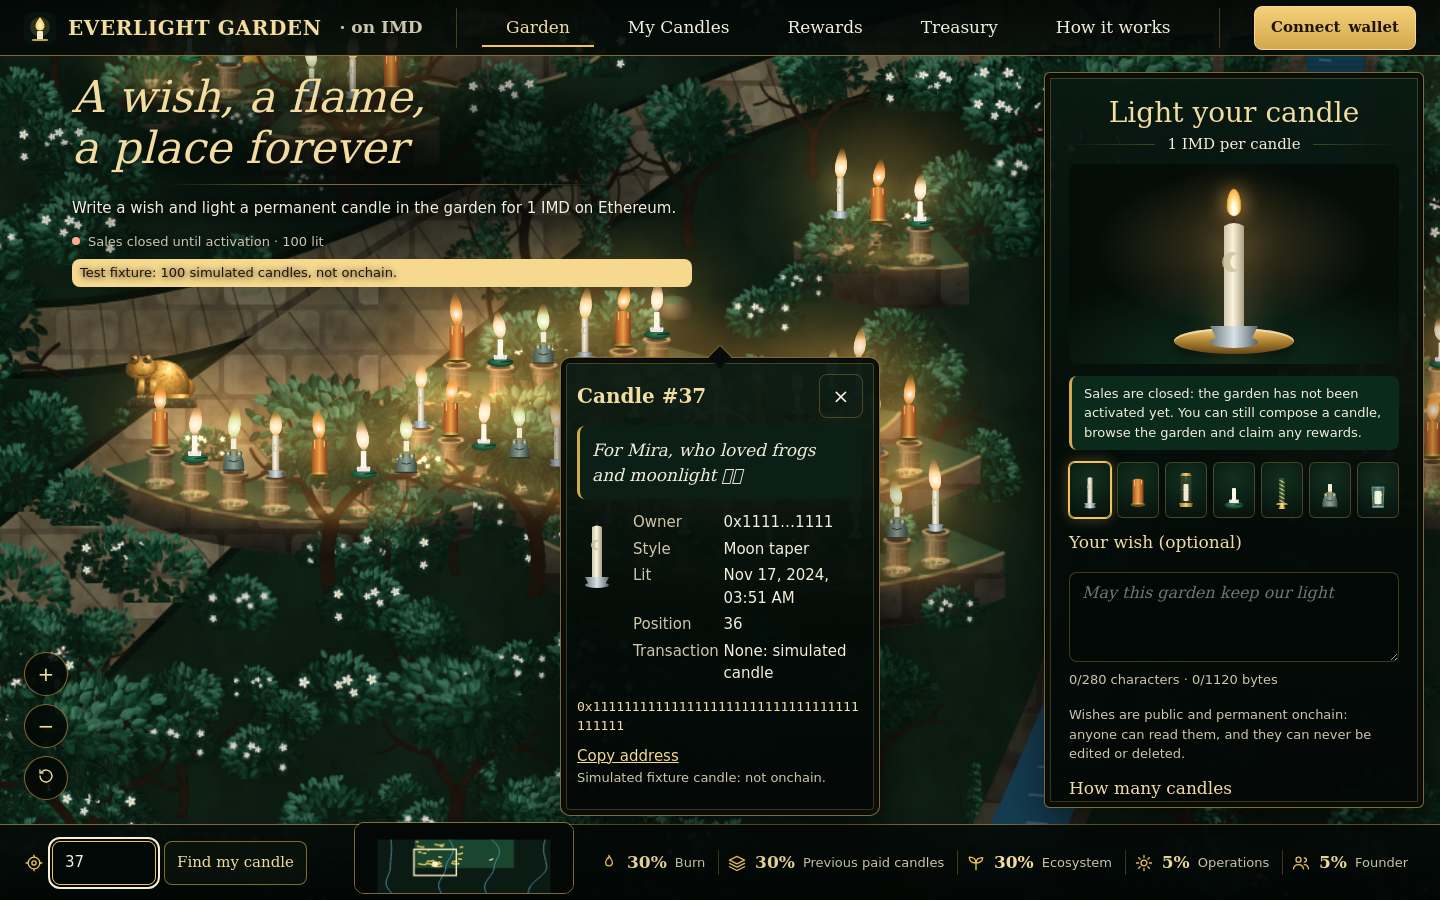 EVERLIGHT GARDEN · on IMD
Garden
My Candles
Rewards
Treasury
How it works
Connect wallet
A wish, a flame,
a place forever
Write a wish and light a permanent candle in the garden for 1 IMD on Ethereum.
Sales closed until activation · 100 lit
Test fixture: 100 simulated candles, not onchain.
Candle #37
×
For Mira, who loved frogs
and moonlight
Owner 0x1111…1111
Style Moon taper
Lit Nov 17, 2024,
03:51 AM
Position 36
Transaction None: simulated
candle
0x1111111111111111111111111111111111
111111
Copy address
Simulated fixture candle: not onchain.
Light your candle
1 IMD per candle
Sales are closed: the garden has not been
activated yet. You can still compose a candle,
browse the garden and claim any rewards.
Your wish (optional)
May this garden keep our light
0/280 characters · 0/1120 bytes
Wishes are public and permanent onchain:
anyone can read them, and they can never be
edited or deleted.
How many candles
+
−
37
Find my candle
30% Burn
30% Previous paid candles
30% Ecosystem
5% Operations
5% Founder